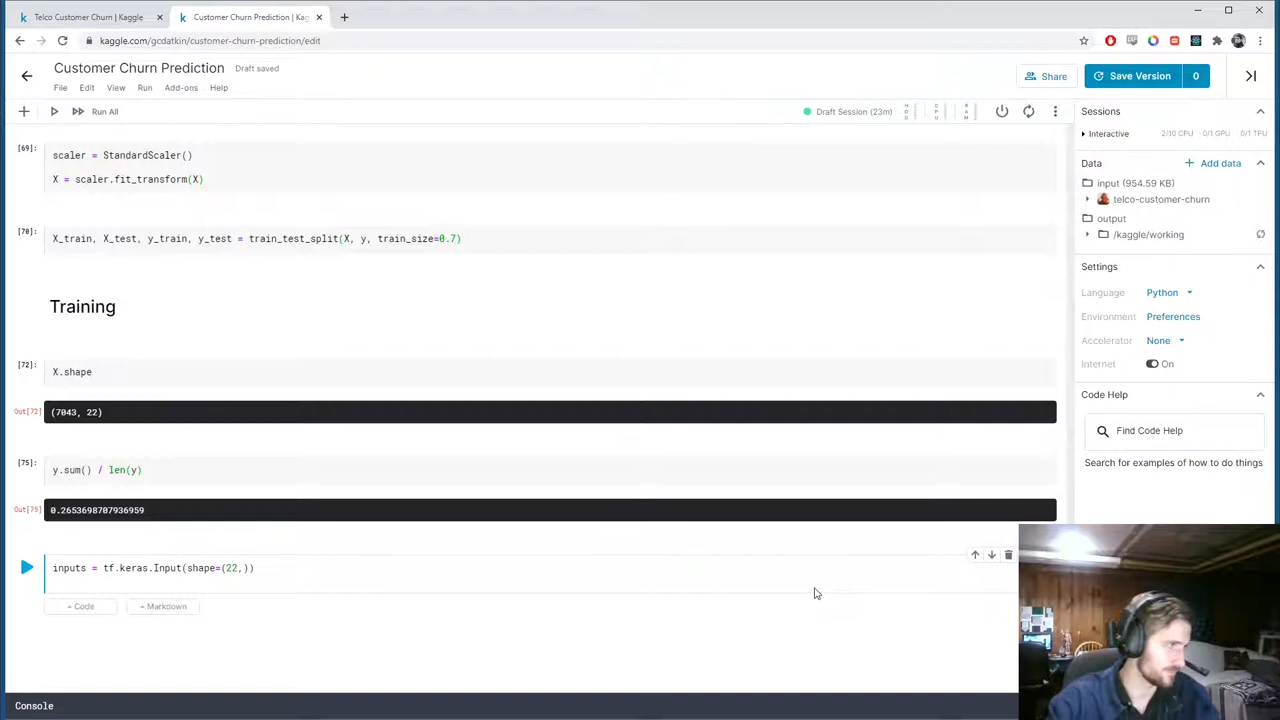 Telco Customer Churn | Kaggle
Customer Churn Prediction | Kag
kaggle.com/gcdatkin/customer-churn-prediction/edit
Customer Churn Prediction
Draft saved
File
Edit
View
Run
Add-ons
Help
Share
Save Version
0
Run All
Draft Session (23m)
[69]:
scaler = StandardScaler()
X = scaler.fit_transform(X)
[70]:
X_train, X_test, y_train, y_test = train_test_split(X, y, train_size=0.7)
Training
[72]:
X.shape
Out[72]
(7043, 22)
[75]:
y.sum() / len(y)
Out[75]
0.2653698707936959
inputs = tf.keras.Input(shape=(22,))
+ Code
+ Markdown
Console
Sessions
Interactive
2/10 CPU
0/1 GPU
0/1 TPU
Data
+ Add data
input (954.59 KB)
telco-customer-churn
output
/kaggle/working
Settings
Language
Python
Environment
Preferences
Accelerator
None
Internet
On
Code Help
Find Code Help
Search for examples of how to do things